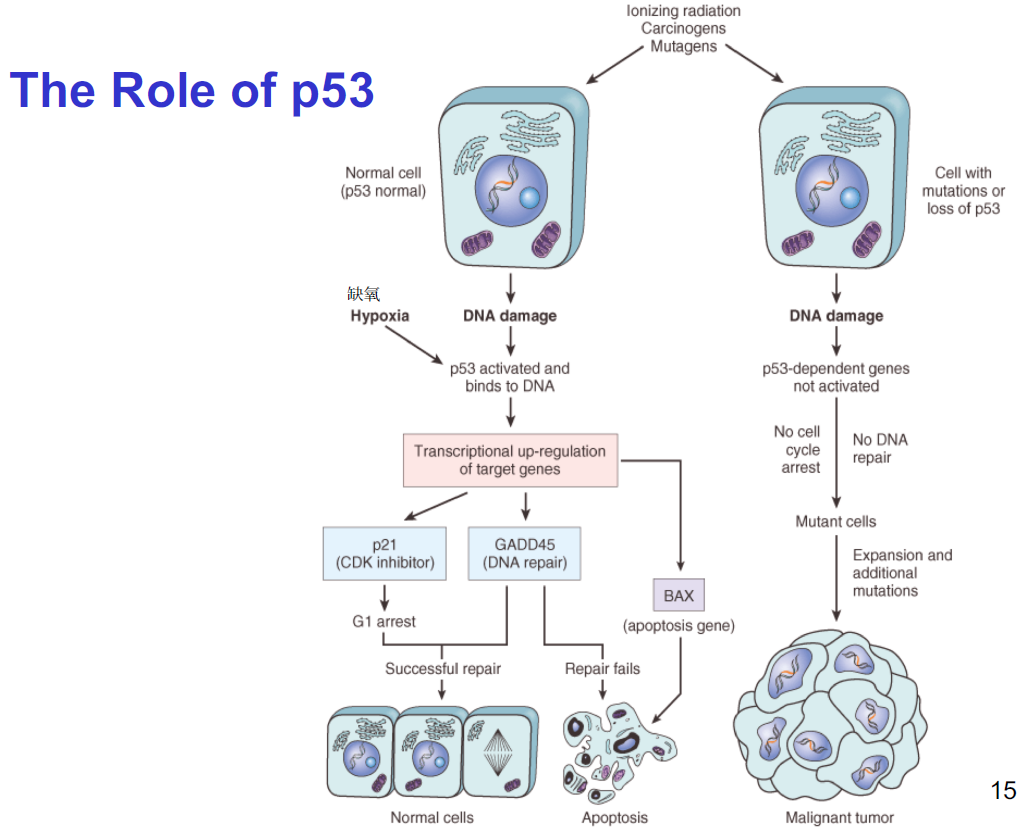 The Role of p53
Ionizing radiation
Carcinogens
Mutagens
Normal cell
(p53 normal)
Cell with
mutations or
loss of p53
缺氧
Hypoxia
DNA damage
DNA damage
p53 activated and
binds to DNA
p53-dependent genes
not activated
Transcriptional up-regulation
of target genes
No cell
cycle
arrest
No DNA
repair
p21
(CDK inhibitor)
GADD45
(DNA repair)
Mutant cells
BAX
(apoptosis gene)
Expansion and
additional
mutations
G1 arrest
Successful repair
Repair fails
Normal cells
Apoptosis
Malignant tumor
15